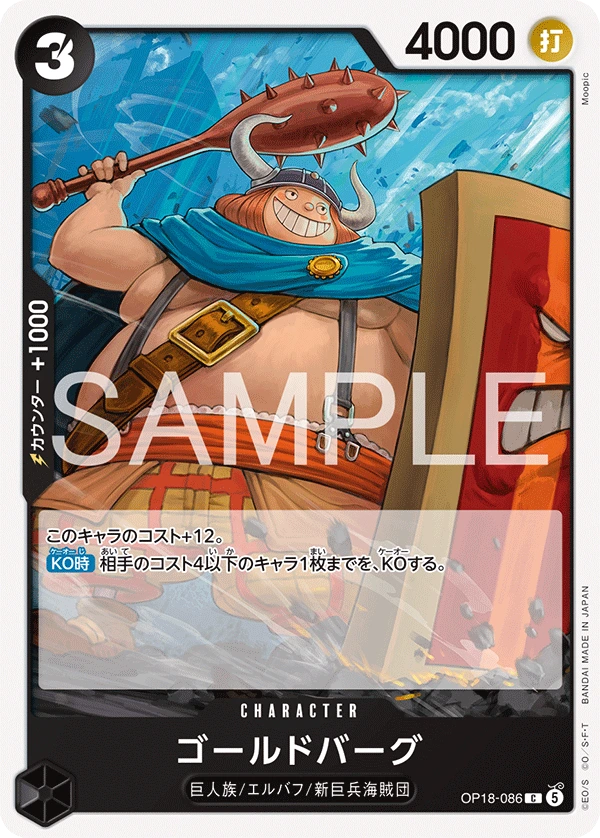 3
4000
打
Moopic
カウンター +1000
SAMPLE
このキャラのコスト+12。
KO時 相手のコスト4以下のキャラ1枚までを、KOする。
CHARACTER
ゴールドバーグ
巨人族/エルバフ/新巨兵海賊団
OP18-086 C 5
©E.O/S ©O/S・F・T BANDAI MADE IN JAPAN